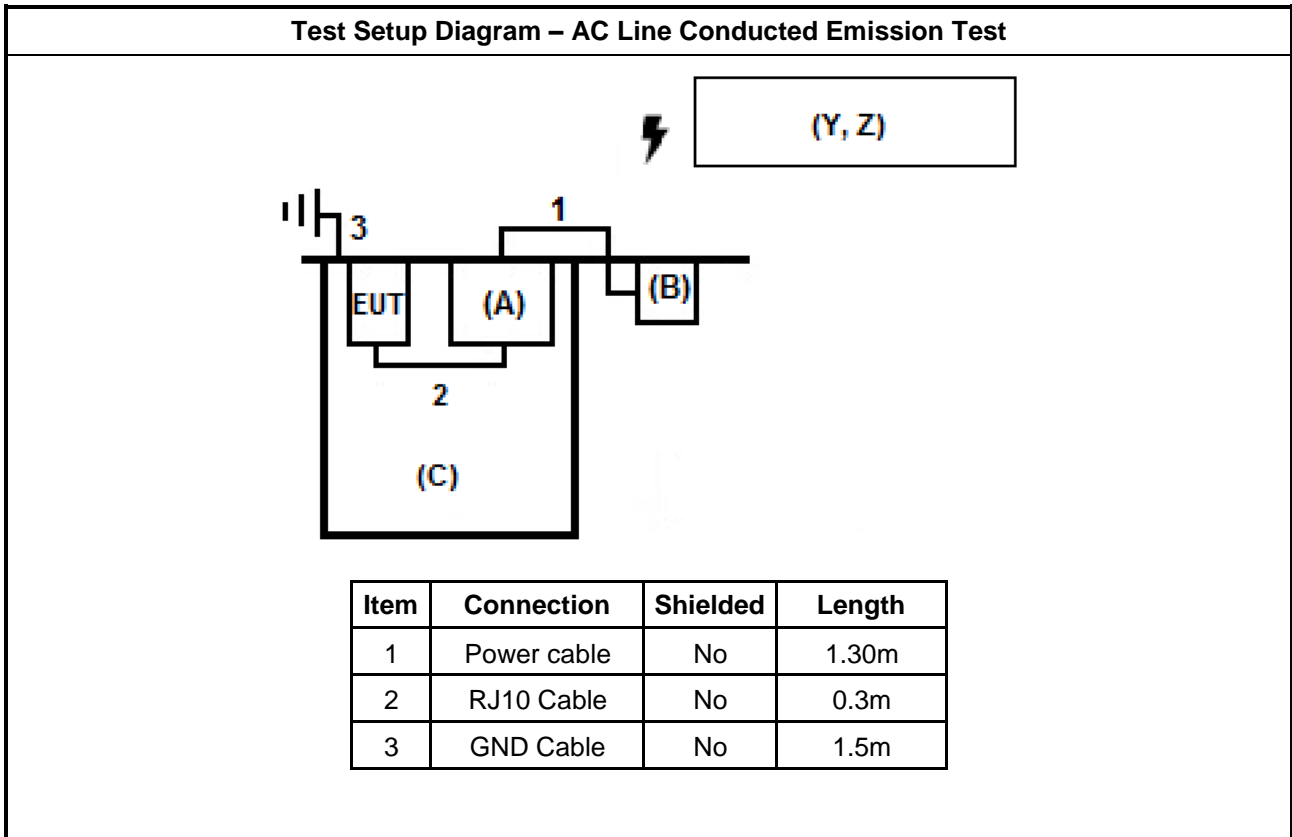 Test Setup Diagram – AC Line Conducted Emission Test
(Y, Z)
3
1
EUT
(A)
(B)
2
(C)
Item Connection Shielded Length
1 Power cable No 1.30m
2 RJ10 Cable No 0.3m
3 GND Cable No 1.5m